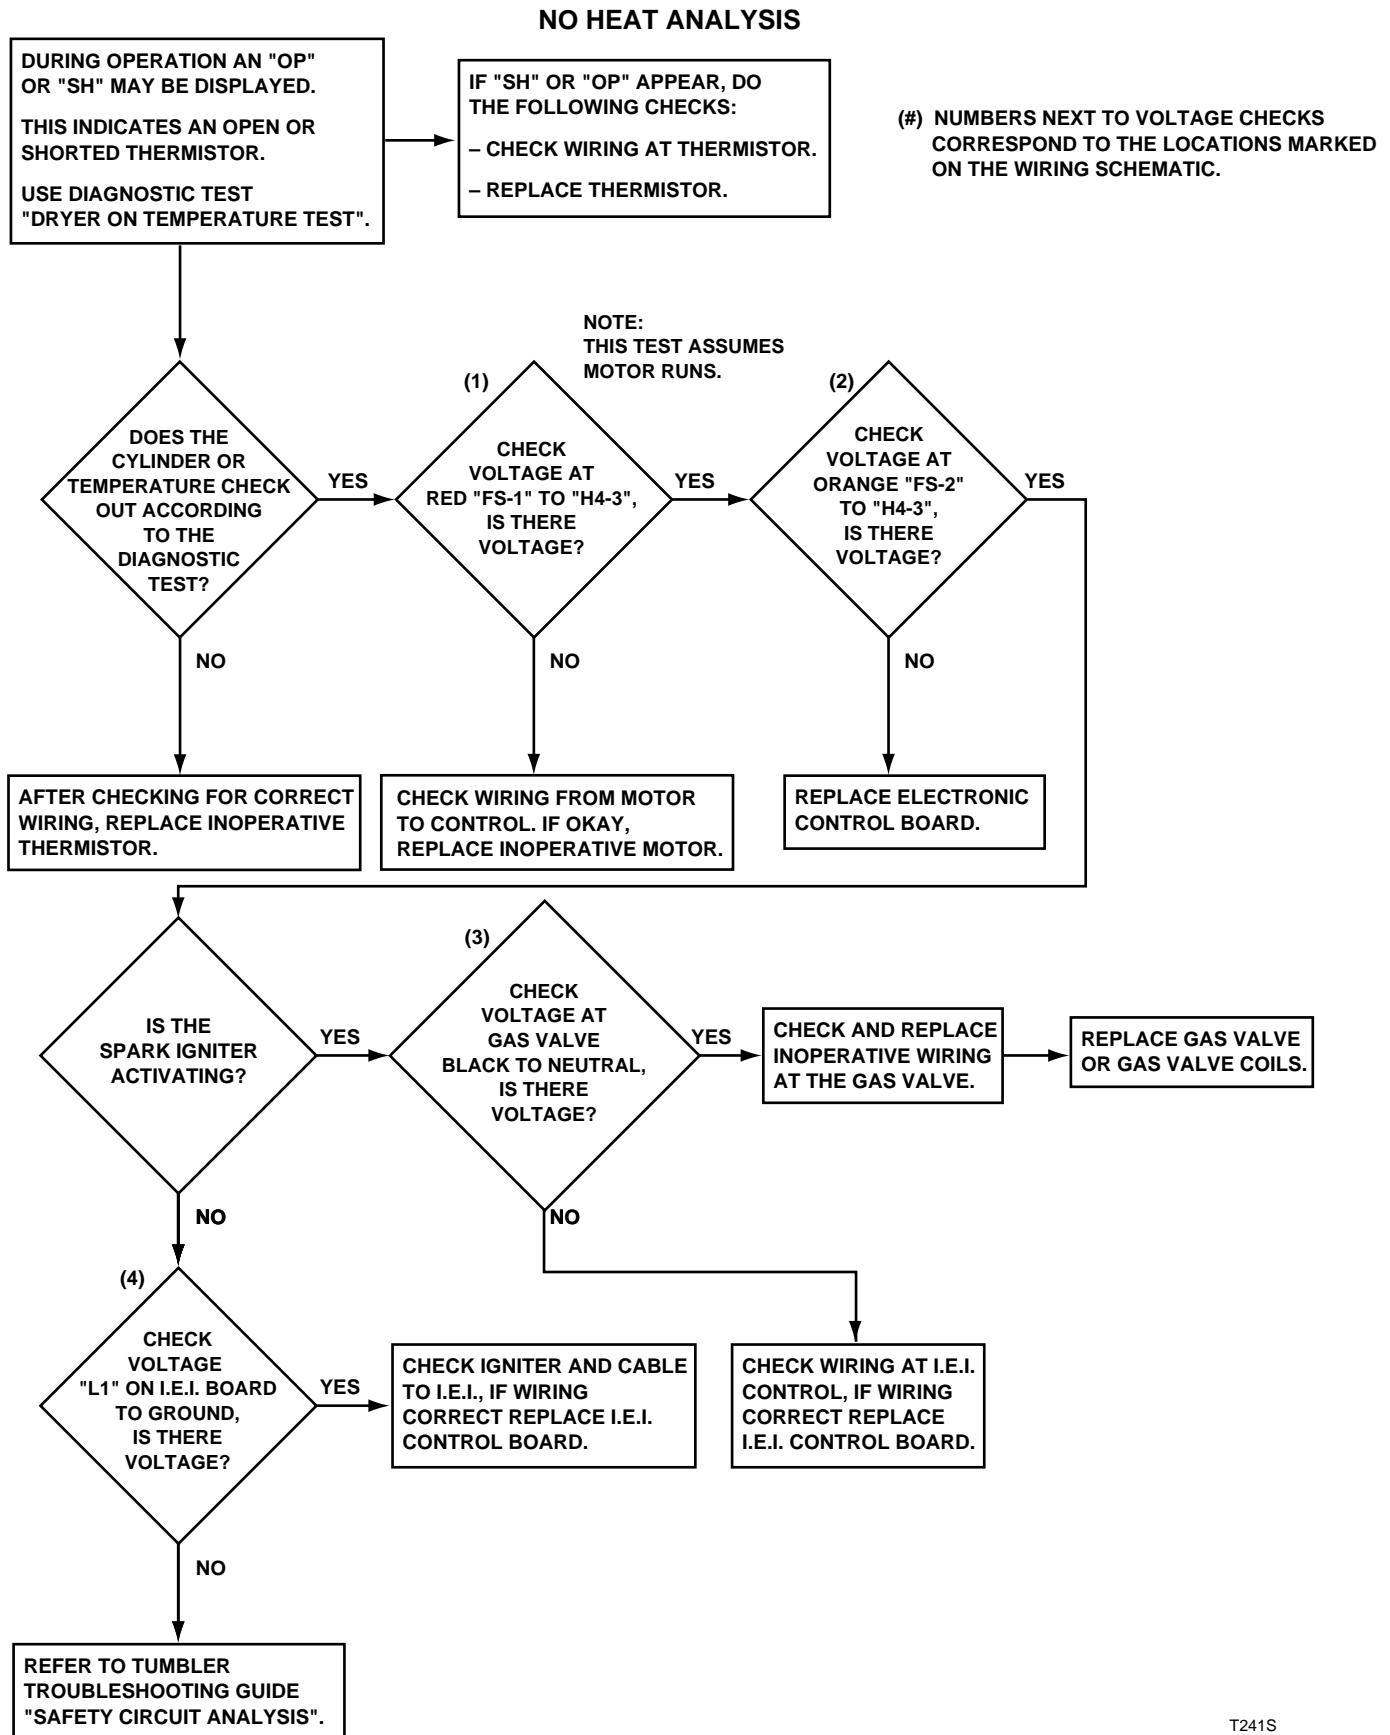 NO HEAT ANALYSIS
DURING OPERATION AN "OP"
OR "SH" MAY BE DISPLAYED.
THIS INDICATES AN OPEN OR
SHORTED THERMISTOR.
USE DIAGNOSTIC TEST
"DRYER ON TEMPERATURE TEST".
IF "SH" OR "OP" APPEAR, DO
THE FOLLOWING CHECKS:
– CHECK WIRING AT THERMISTOR.
– REPLACE THERMISTOR.
(#) NUMBERS NEXT TO VOLTAGE CHECKS
CORRESPOND TO THE LOCATIONS MARKED
ON THE WIRING SCHEMATIC.
NOTE:
THIS TEST ASSUMES
MOTOR RUNS.
DOES THE
CYLINDER OR
TEMPERATURE CHECK
OUT ACCORDING
TO THE
DIAGNOSTIC
TEST?
YES
NO
(1)
CHECK
VOLTAGE AT
RED "FS-1" TO "H4-3",
IS THERE
VOLTAGE?
YES
NO
(2)
CHECK
VOLTAGE AT
ORANGE "FS-2"
TO "H4-3",
IS THERE
VOLTAGE?
YES
NO
AFTER CHECKING FOR CORRECT
WIRING, REPLACE INOPERATIVE
THERMISTOR.
CHECK WIRING FROM MOTOR
TO CONTROL. IF OKAY,
REPLACE INOPERATIVE MOTOR.
REPLACE ELECTRONIC
CONTROL BOARD.
IS THE
SPARK IGNITER
ACTIVATING?
YES
NO
(3)
CHECK
VOLTAGE AT
GAS VALVE
BLACK TO NEUTRAL,
IS THERE
VOLTAGE?
YES
NO
CHECK AND REPLACE
INOPERATIVE WIRING
AT THE GAS VALVE.
REPLACE GAS VALVE
OR GAS VALVE COILS.
(4)
CHECK
VOLTAGE
"L1" ON I.E.I. BOARD
TO GROUND,
IS THERE
VOLTAGE?
YES
NO
CHECK IGNITER AND CABLE
TO I.E.I., IF WIRING
CORRECT REPLACE I.E.I.
CONTROL BOARD.
CHECK WIRING AT I.E.I.
CONTROL, IF WIRING
CORRECT REPLACE
I.E.I. CONTROL BOARD.
REFER TO TUMBLER
TROUBLESHOOTING GUIDE
"SAFETY CIRCUIT ANALYSIS".
T241S